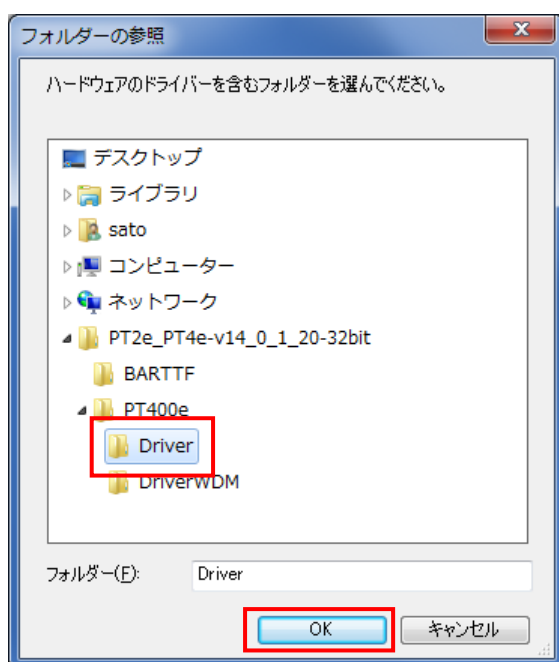 フォルダーの参照
ハードウェアのドライバーを含むフォルダーを選んでください。
デスクトップ
ライブラリ
sato
コンピューター
ネットワーク
PT2e_PT4e-v14_0_1_20-32bit
BARTTF
PT400e
Driver
DriverWDM
フォルダー(F): Driver
OK キャンセル